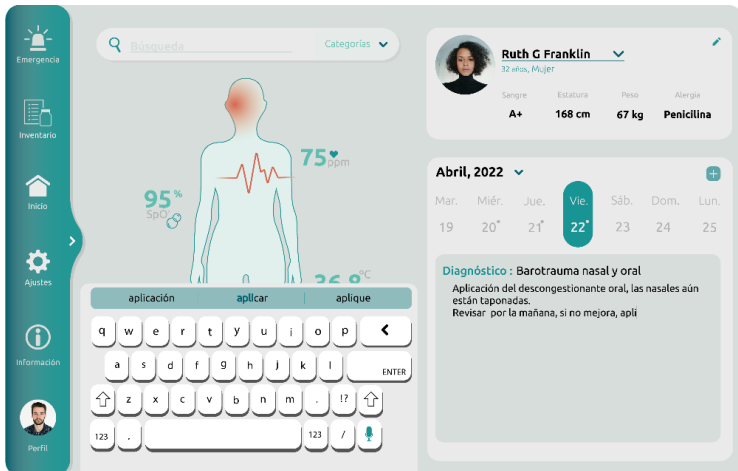 Emergencia
Inventario
Inicio
Ajustes
Información
Perfil
Búsqueda
Categorías
75 ppm
95 %
SpO²
36.8 °C
aplicación aplicar aplique
q w e r t y u i o p
a s d f g h j k l ENTER
z x c v b n m . !?
123 . 123 /
Ruth G Franklin
32 años, Mujer
Sangre Estatura Peso Alergia
A+ 168 cm 67 kg Penicilina
Abril, 2022
Mar. Miér. Jue. Vie. Sáb. Dom. Lun.
19 20 21 22 23 24 25
Diagnóstico : Barotrauma nasal y oral
Aplicación del descongestionante oral, las nasales aún
están taponadas.
Revisar por la mañana, si no mejora, apli